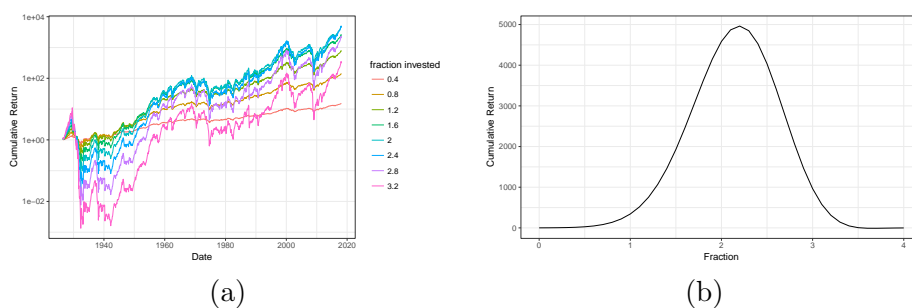 1e+04
1e+02
1e+00
1e−02
Cumulative Return
1940
1960
1980
2000
2020
Date
fraction invested
0.4
0.8
1.2
1.6
2
2.4
2.8
3.2
(a)
5000
4000
3000
2000
1000
0
Cumulative Return
0
1
2
3
4
Fraction
(b)